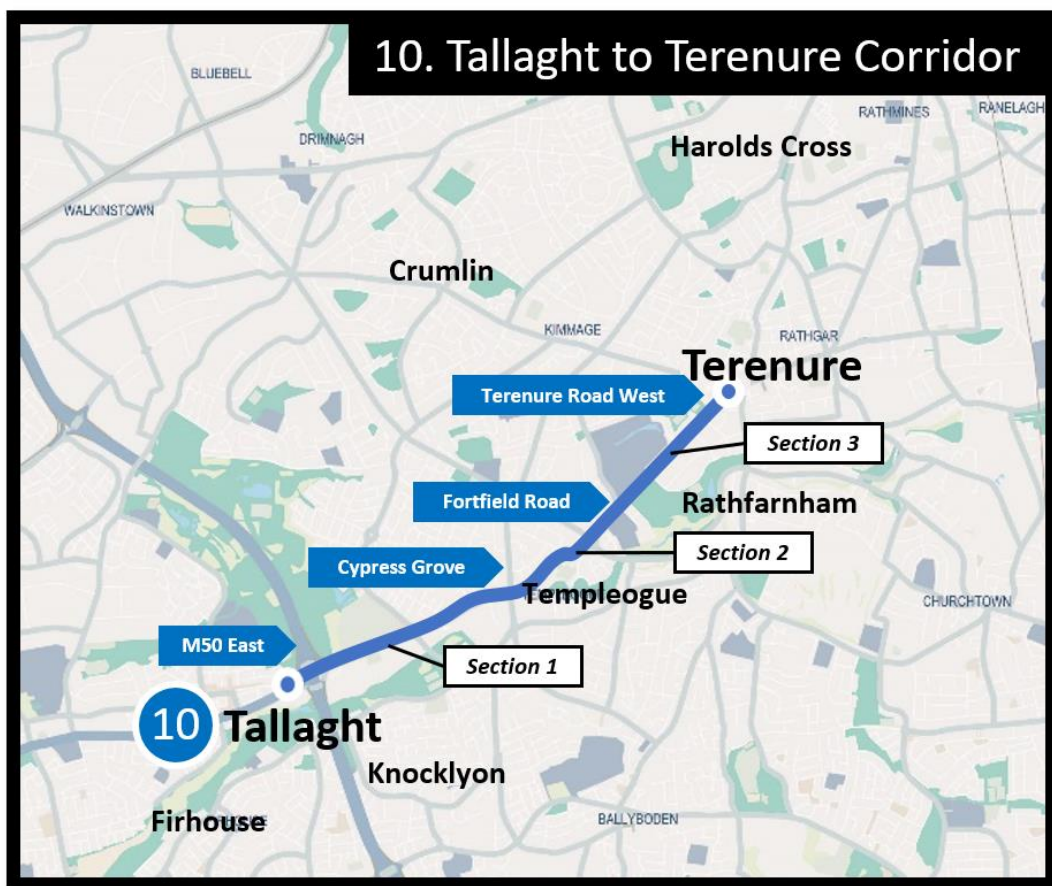 10. Tallaght to Terenure Corridor
BLUEBELL
RATHMINES
RANELAGH
DRIMNAGH
Harolds Cross
WALKINSTOWN
Crumlin
KIMMAGE
RATHGAR
Terenure
Terenure Road West
Section 3
Fortfield Road
Rathfarnham
Section 2
Cypress Grove
Templeogue
CHURCHTOWN
M50 East
Section 1
10
Tallaght
Knocklyon
Firhouse
BALLYBODEN